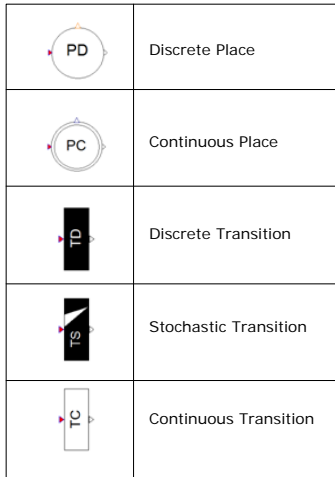 PD Discrete Place
PC Continuous Place
TD Discrete Transition
TS Stochastic Transition
TC Continuous Transition